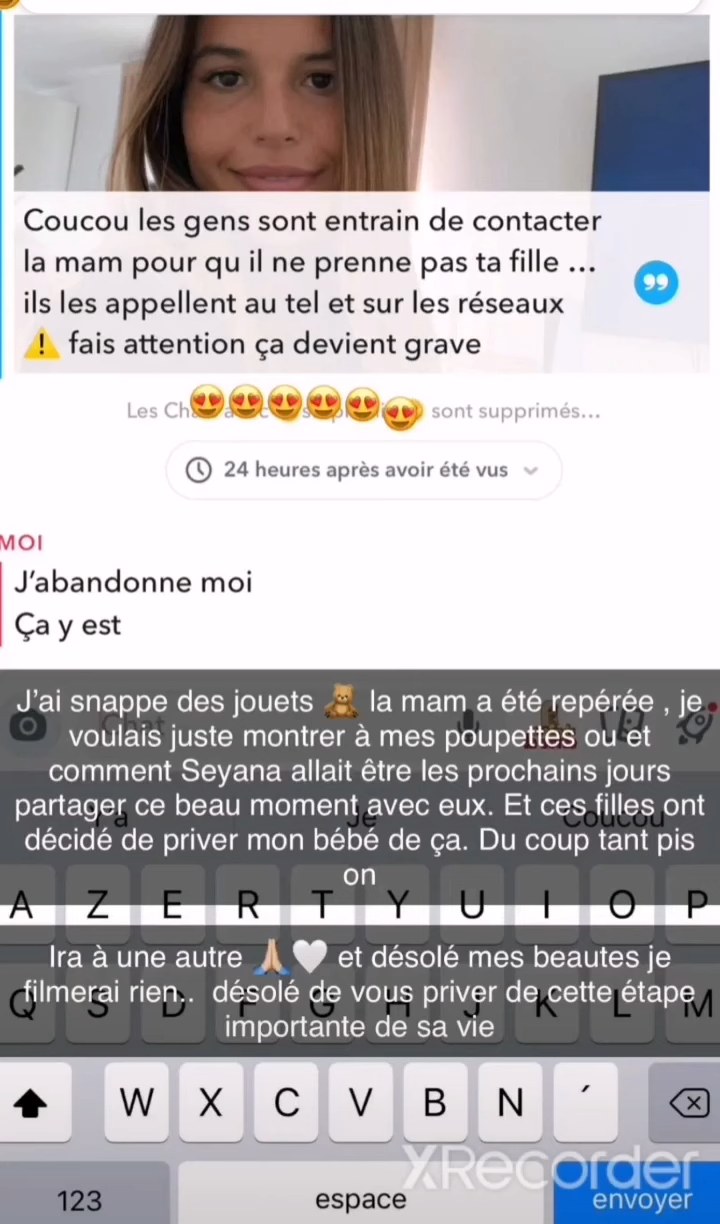 Coucou les gens sont entrain de contacter
la mam pour qu il ne prenne pas ta fille ...
ils les appellent au tel et sur les réseaux
⚠️ fais attention ça devient grave
Les Ch 😍😍😍😍😍😍 sont supprimés...
24 heures après avoir été vus
MOI
J'abandonne moi
Ça y est
J'ai snappe des jouets 🧸 la mam a été repérée , je
voulais juste montrer à mes poupettes ou et
comment Seyana allait être les prochains jours
partager ce beau moment avec eux. Et ces filles ont
décidé de priver mon bébé de ça. Du coup tant pis
on
Ira à une autre 🙏🏼🤍 et désolé mes beautes je
filmerai rien.. désolé de vous priver de cette étape
importante de sa vie
Chat
Je
Coucou
A Z E R T Y U I O P
Q S D F G H J K L M
W X C V B N ´
123 espace envoyer
XRecorder